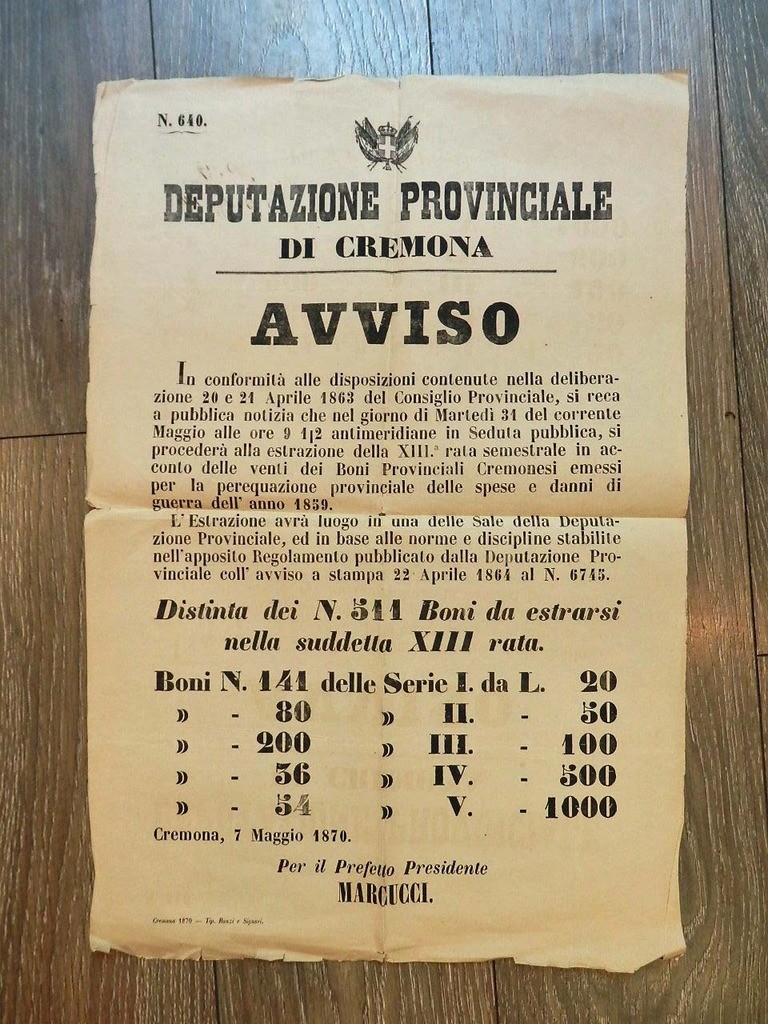 N. 640.
DEPUTAZIONE PROVINCIALE
DI CREMONA
AVVISO
In conformità alle disposizioni contenute nella delibera-
zione 20 e 21 Aprile 1863 del Consiglio Provinciale, si reca
a pubblica notizia che nel giorno di Martedì 31 del corrente
Maggio alle ore 9 1|2 antimeridiane in Seduta pubblica, si
procederà alla estrazione della XIII.ª rata semestrale in ac-
conto delle venti dei Boni Provinciali Cremonesi emessi
per la perequazione provinciale delle spese e danni di
guerra dell' anno 1859.
L'Estrazione avrà luogo in una delle Sale della Deputa-
zione Provinciale, ed in base alle norme e discipline stabilite
nell'apposito Regolamento pubblicato dalla Deputazione Pro-
vinciale coll' avviso a stampa 22 Aprile 1864 al N. 6745.
Distinta dei N. 511 Boni da estrarsi
nella suddetta XIII rata.
Boni N. 141 delle Serie I. da L. 20
» - 80 » II. - 50
» - 200 » III. - 100
» - 36 » IV. - 500
» - 54 » V. - 1000
Cremona, 7 Maggio 1870.
Per il Prefetto Presidente
MARCUCCI.
Cremona 1870 — Tip. Ronzi e Signori.